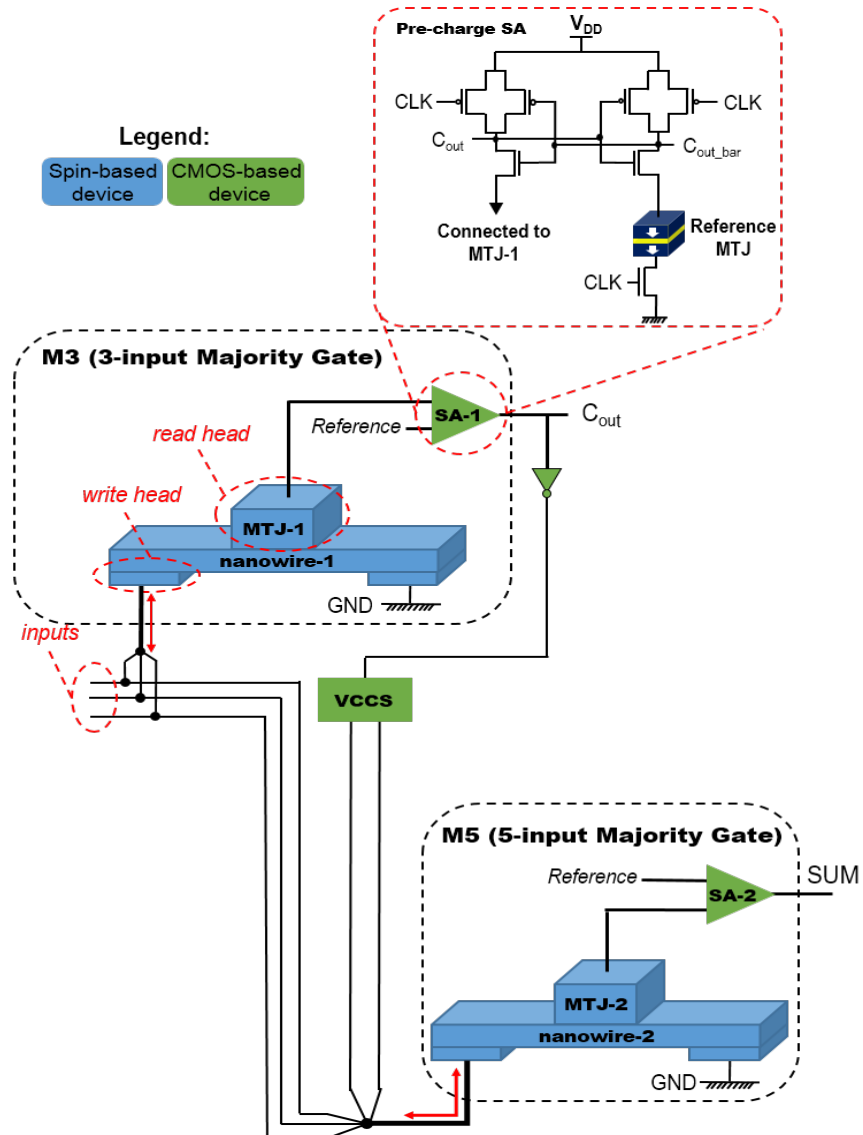 Pre-charge SA
VDD
CLK
CLK
Cout
Cout_bar
Connected to
MTJ-1
Reference
MTJ
CLK
Legend:
Spin-based
device
CMOS-based
device
M3 (3-input Majority Gate)
SA-1
Cout
Reference
read head
write head
MTJ-1
nanowire-1
GND
inputs
VCCS
M5 (5-input Majority Gate)
Reference
SA-2
SUM
MTJ-2
nanowire-2
GND